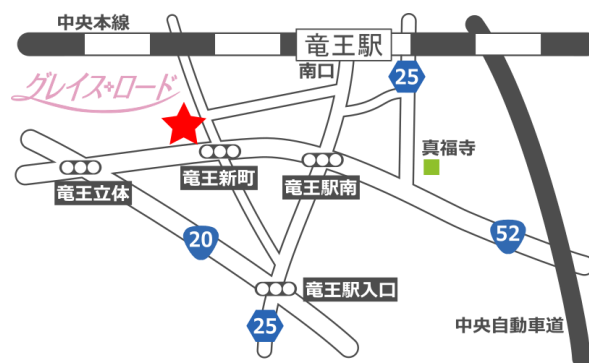 中央本線
竜王駅
南口
25
グレイス・ロード
真福寺
竜王立体
竜王新町
竜王駅南
20
52
竜王駅入口
25
中央自動車道